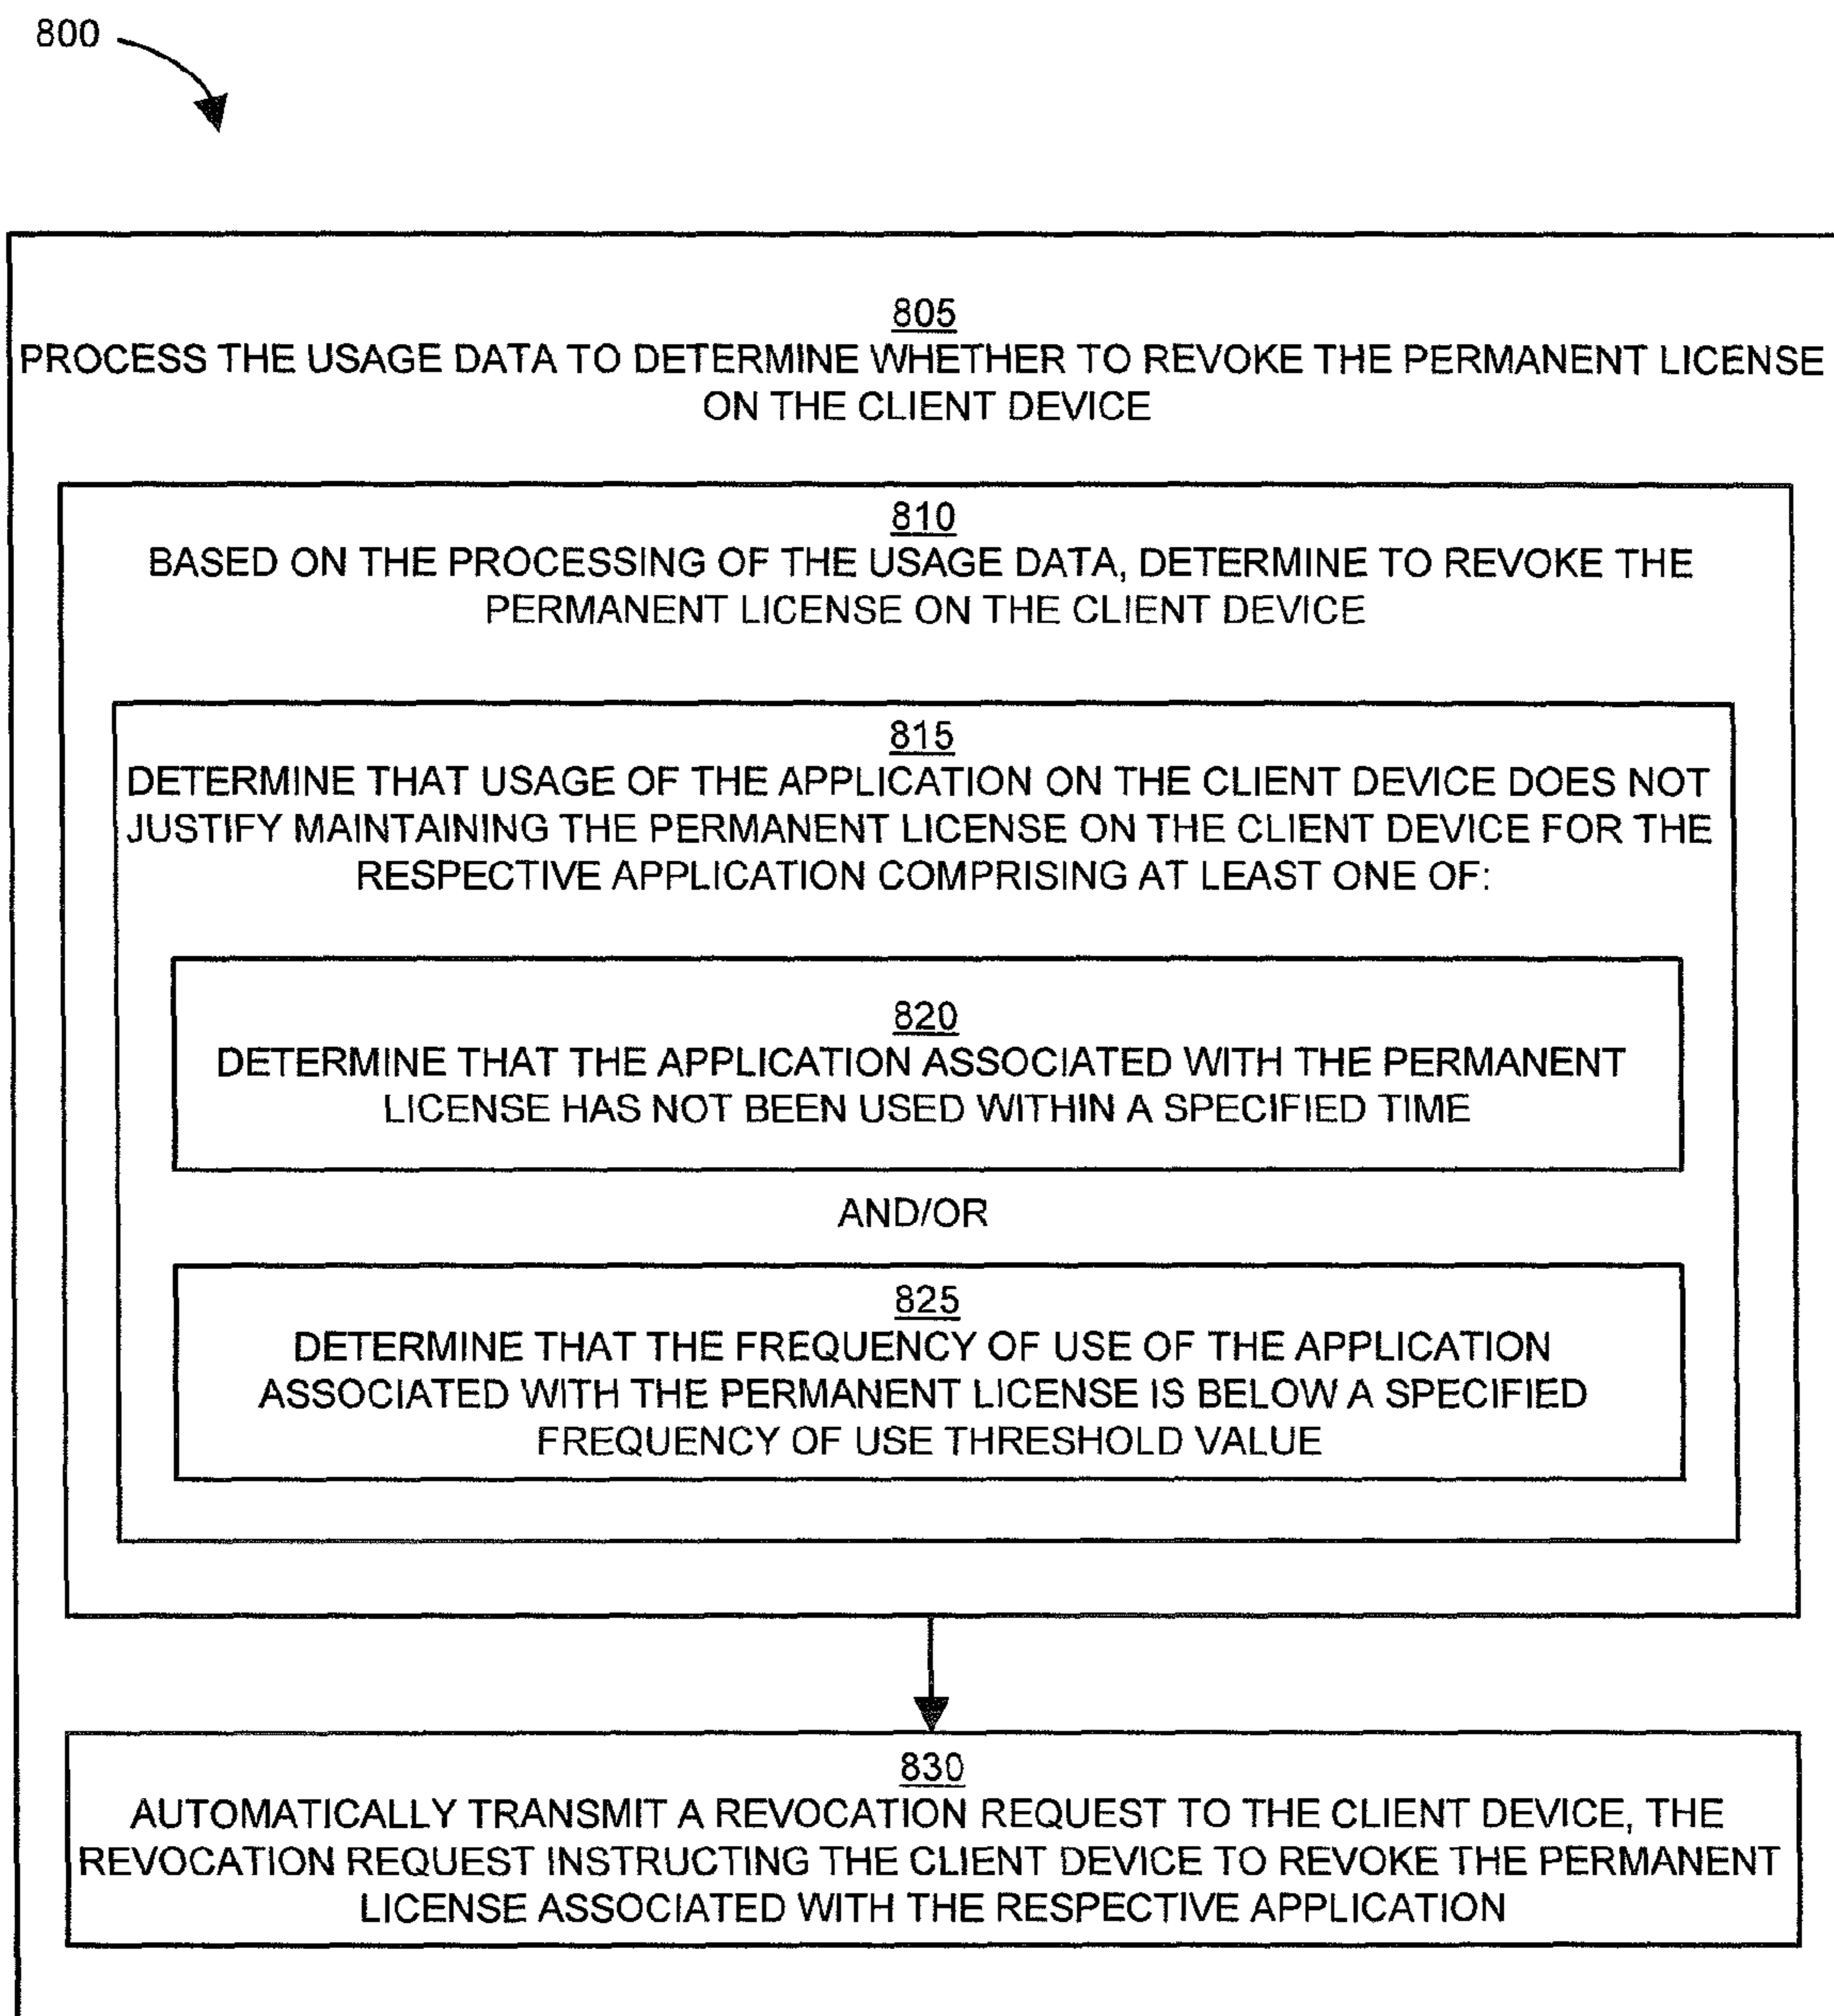 800
805
PROCESS THE USAGE DATA TO DETERMINE WHETHER TO REVOKE THE PERMANENT LICENSE
ON THE CLIENT DEVICE
810
BASED ON THE PROCESSING OF THE USAGE DATA, DETERMINE TO REVOKE THE
PERMANENT LICENSE ON THE CLIENT DEVICE
815
DETERMINE THAT USAGE OF THE APPLICATION ON THE CLIENT DEVICE DOES NOT
JUSTIFY MAINTAINING THE PERMANENT LICENSE ON THE CLIENT DEVICE FOR THE
RESPECTIVE APPLICATION COMPRISING AT LEAST ONE OF:
820
DETERMINE THAT THE APPLICATION ASSOCIATED WITH THE PERMANENT
LICENSE HAS NOT BEEN USED WITHIN A SPECIFIED TIME
AND/OR
825
DETERMINE THAT THE FREQUENCY OF USE OF THE APPLICATION
ASSOCIATED WITH THE PERMANENT LICENSE IS BELOW A SPECIFIED
FREQUENCY OF USE THRESHOLD VALUE
830
AUTOMATICALLY TRANSMIT A REVOCATION REQUEST TO THE CLIENT DEVICE, THE
REVOCATION REQUEST INSTRUCTING THE CLIENT DEVICE TO REVOKE THE PERMANENT
LICENSE ASSOCIATED WITH THE RESPECTIVE APPLICATION